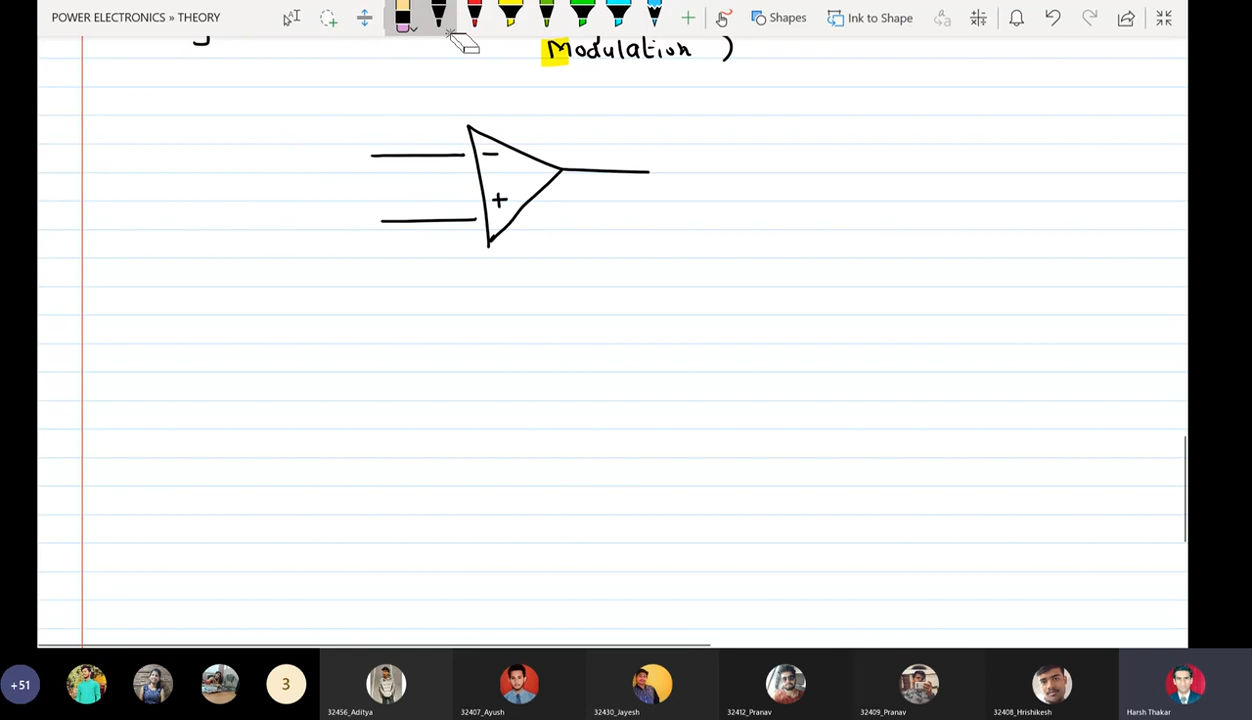 POWER ELECTRONICS » THEORY
Shapes
Ink to Shape
Modulation )
−
+
+51
3
32456_Aditya
32407_Ayush
32430_Jayesh
32412_Pranav
32409_Pranav
32408_Hrishikesh
Harsh Thakar